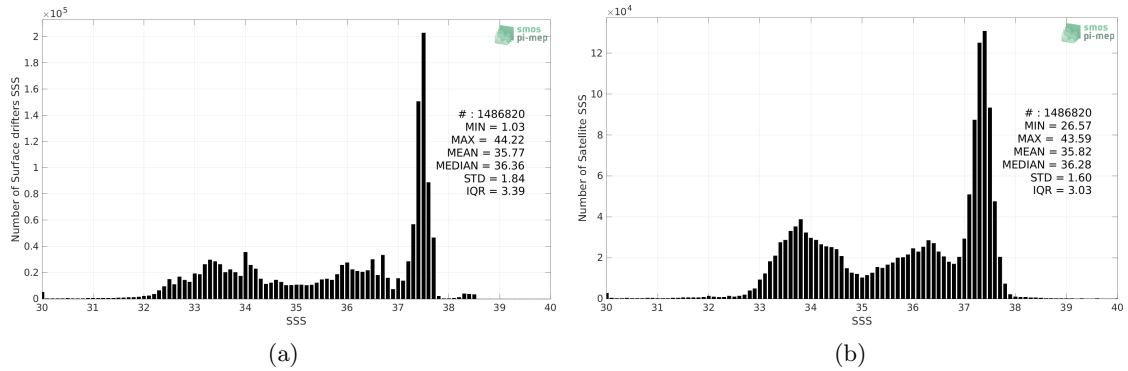 ×10⁵
smos
pi-mep
Number of Surface drifters SSS
2
1.8
1.6
1.4
1.2
1
0.8
0.6
0.4
0.2
0
# : 1486820
MIN = 1.03
MAX = 44.22
MEAN = 35.77
MEDIAN = 36.36
STD = 1.84
IQR = 3.39
30 31 32 33 34 35 36 37 38 39 40
SSS
(a)
×10⁴
smos
pi-mep
Number of Satellite SSS
12
10
8
6
4
2
0
# : 1486820
MIN = 26.57
MAX = 43.59
MEAN = 35.82
MEDIAN = 36.28
STD = 1.60
IQR = 3.03
30 31 32 33 34 35 36 37 38 39 40
SSS
(b)